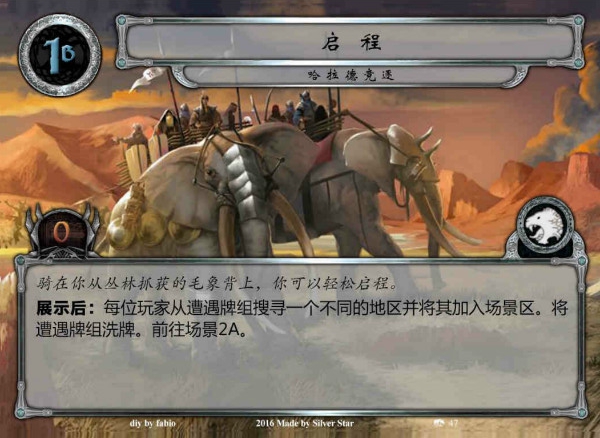 1B
启程
哈拉德竞逐
0
骑在你从丛林抓获的毛象背上，你可以轻松启程。
展示后：每位玩家从遭遇牌组搜寻一个不同的地区并将其加入场景区。将
遭遇牌组洗牌。前往场景2A。
diy by fabio 2016 Made by Silver Star 47